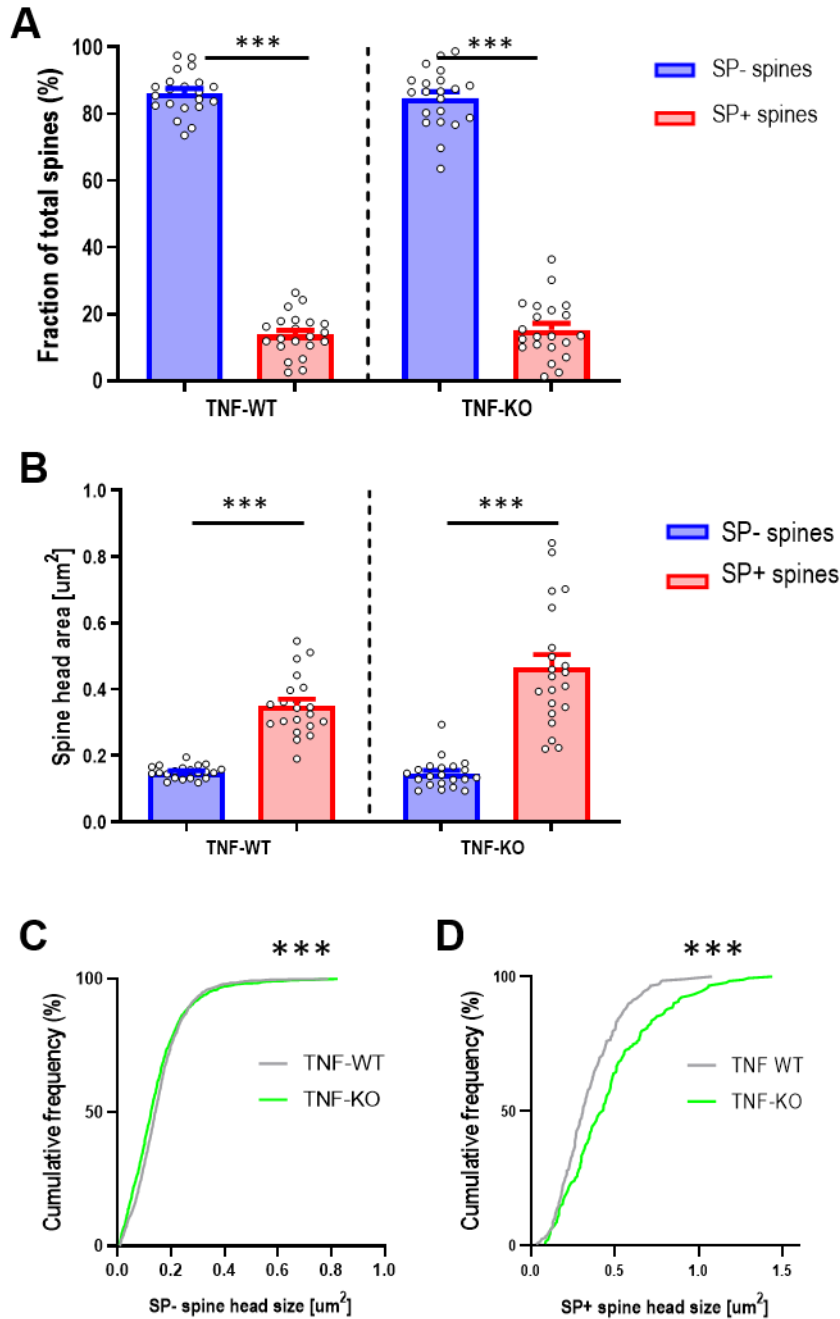 A
Fraction of total spines (%)
100
80
60
40
20
0
***
***
TNF-WT
TNF-KO
SP- spines
SP+ spines
B
Spine head area [um²]
1.0
0.8
0.6
0.4
0.2
0.0
***
***
TNF-WT
TNF-KO
SP- spines
SP+ spines
C
***
Cumulative frequency (%)
100
50
0
TNF-WT
TNF-KO
0.0 0.2 0.4 0.6 0.8 1.0
SP- spine head size [um²]
D
***
Cumulative frequency (%)
100
50
0
TNF WT
TNF-KO
0.0 0.5 1.0 1.5
SP+ spine head size [um²]